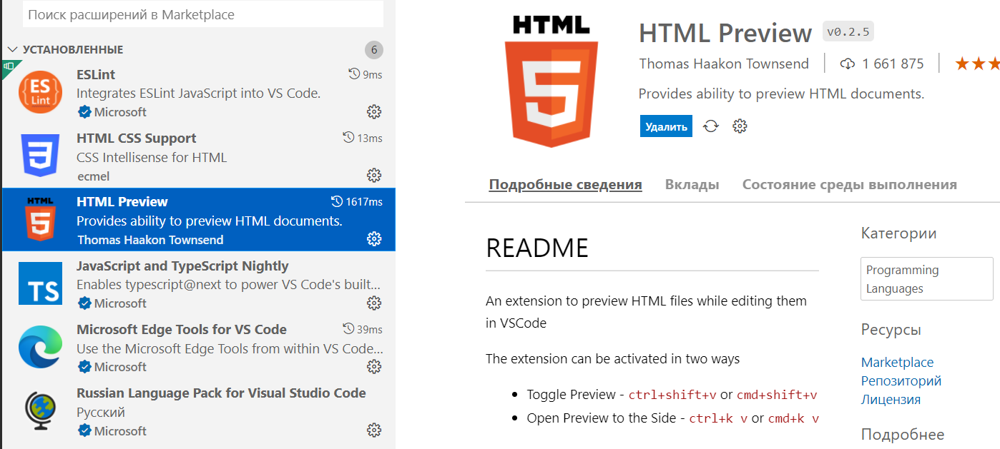 Поиск расширений в Marketplace
УСТАНОВЛЕННЫЕ
6
ES
Lint
ESLint
9ms
Integrates ESLint JavaScript into VS Code.
Microsoft
HTML CSS Support
13ms
CSS Intellisense for HTML
ecmel
HTML
5
HTML Preview
1617ms
Provides ability to preview HTML documents.
Thomas Haakon Townsend
TS
JavaScript and TypeScript Nightly
Enables typescript@next to power VS Code's built...
Microsoft
Microsoft Edge Tools for VS Code
39ms
Use the Microsoft Edge Tools from within VS Code...
Microsoft
Russian Language Pack for Visual Studio Code
Русский
Microsoft
HTML
5
HTML Preview
v0.2.5
Thomas Haakon Townsend
1 661 875
Provides ability to preview HTML documents.
Удалить
Подробные сведения
Вклады
Состояние среды выполнения
README
An extension to preview HTML files while editing them
in VSCode
The extension can be activated in two ways
• Toggle Preview - ctrl+shift+v or cmd+shift+v
• Open Preview to the Side - ctrl+k v or cmd+k v
Категории
Programming
Languages
Ресурсы
Marketplace
Репозиторий
Лицензия
Подробнее